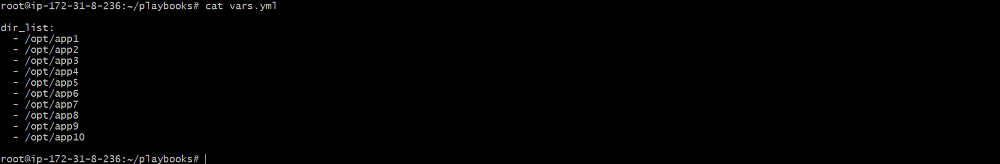 root@ip-172-31-8-236:~/playbooks# cat vars.yml
dir_list:
  - /opt/app1
  - /opt/app2
  - /opt/app3
  - /opt/app4
  - /opt/app5
  - /opt/app6
  - /opt/app7
  - /opt/app8
  - /opt/app9
  - /opt/app10
root@ip-172-31-8-236:~/playbooks#